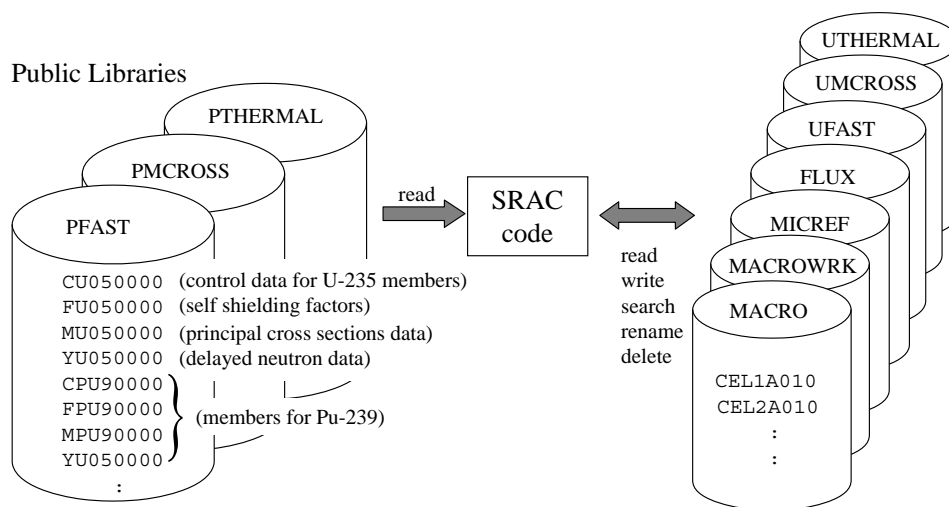 Public Libraries
PTHERMAL
PMCROSS
PFAST
CU050000 (control data for U-235 members)
FU050000 (self shielding factors)
MU050000 (principal cross sections data)
YU050000 (delayed neutron data)
CPU90000
FPU90000
(members for Pu-239)
MPU90000
YU050000
:
read
SRAC
code
read
write
search
rename
delete
UTHERMAL
UMCROSS
UFAST
FLUX
MICREF
MACROWRK
MACRO
CEL1A010
CEL2A010
:
: